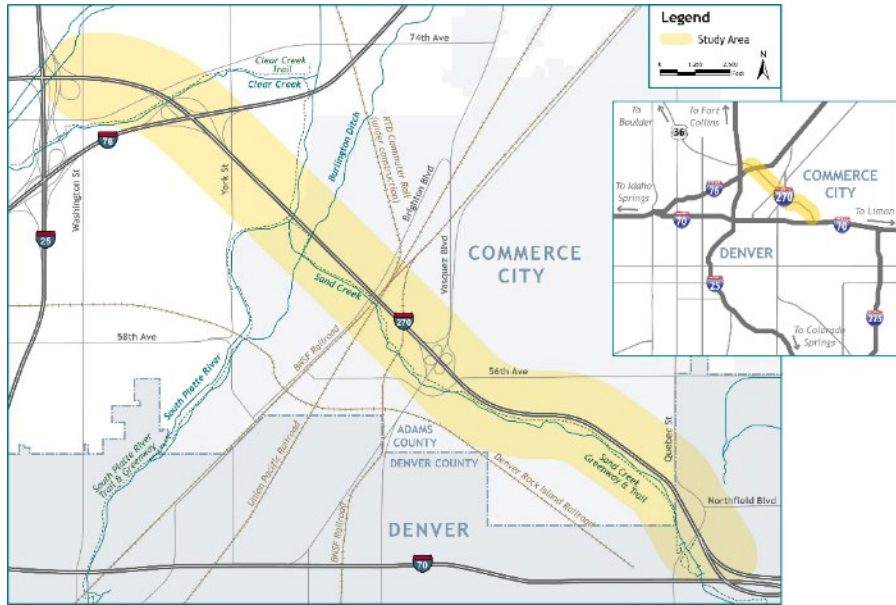 Legend
Study Area
N
0 1,250 2,500
Feet
74th Ave
Clear Creek
Trail
Clear Creek
76
Washington St
York St
Burlington Ditch
RTD Commuter Rail
(under construction)
Brighton Blvd
Vasquez Blvd
25
COMMERCE
CITY
Sand Creek
270
58th Ave
BNSF Railroad
56th Ave
South Platte River
South Platte River
Trail & Greenway
Union Pacific Railroad
ADAMS
COUNTY
DENVER COUNTY
Denver Rock Island Railroad
Sand Creek
Greenway & Trail
Quebec St
Northfield Blvd
BNSF Railroad
DENVER
70
To
Boulder
36
To Fort
Collins
COMMERCE
CITY
To Idaho
Springs
76
270
To Limon
70
70
DENVER
25
To Colorado
Springs
225